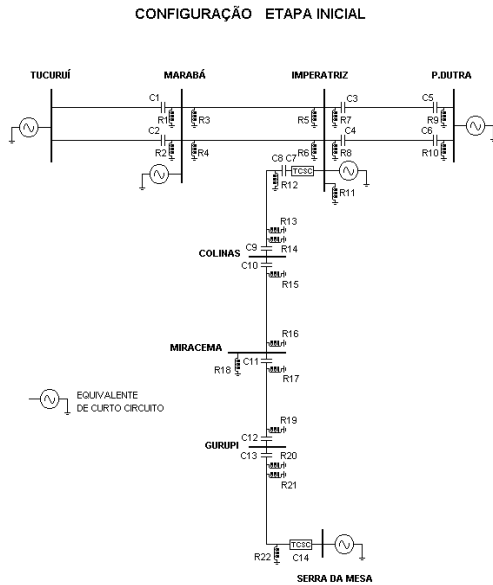 CONFIGURAÇÃO ETAPA INICIAL
TUCURUÍ MARABÁ IMPERATRIZ P.DUTRA
C1 C3 C5
R1 R3 R5 R7 R9
C2 C4 C6
R2 R4 R6 R8 R10
C8 C7
TCSC
R12 R11
R13
C9 R14
COLINAS
C10
R15
R16
MIRACEMA
R18 C11
R17
EQUIVALENTE
DE CURTO CIRCUITO
R19
C12
GURUPI
C13 R20
R21
TCSC
R22 C14
SERRA DA MESA